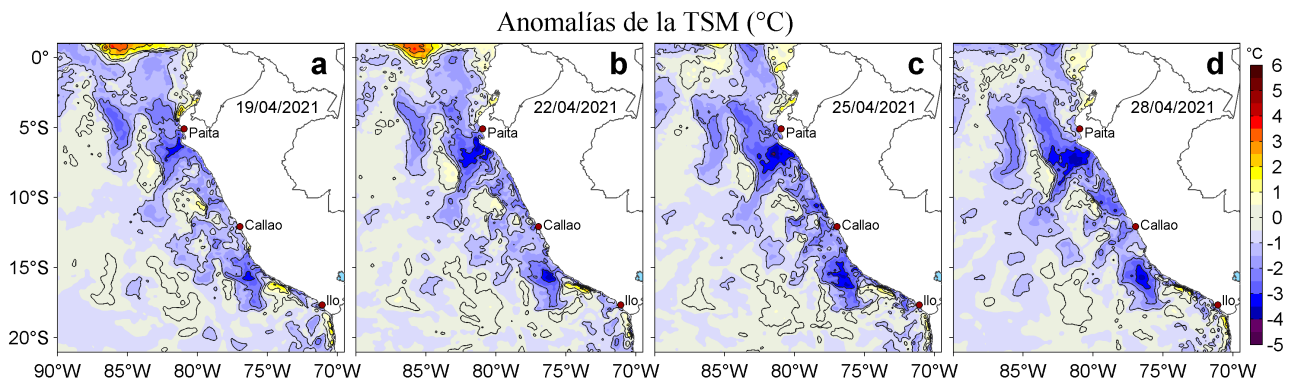 Anomalías de la TSM (°C)
a
19/04/2021
Paita
Callao
Ilo
b
22/04/2021
Paita
Callao
Ilo
c
25/04/2021
Paita
Callao
Ilo
d
28/04/2021
Paita
Callao
Ilo
0°
5°S
10°S
15°S
20°S
90°W 85°W 80°W 75°W 70°W
85°W 80°W 75°W 70°W
85°W 80°W 75°W 70°W
85°W 80°W 75°W 70°W
°C
6
5
4
3
2
1
0
-1
-2
-3
-4
-5